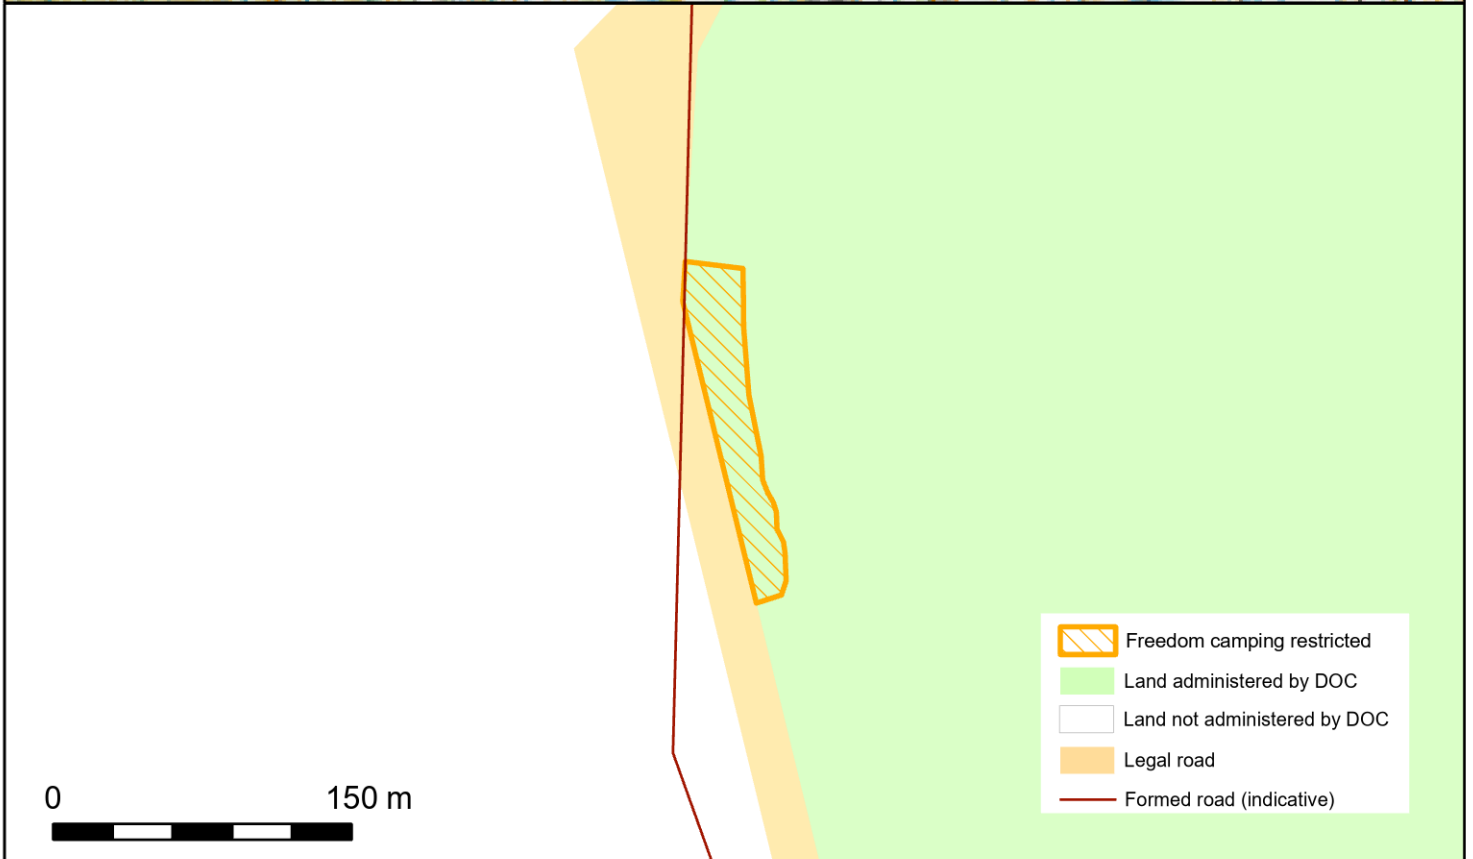 Freedom camping restricted
Land administered by DOC
Land not administered by DOC
Legal road
Formed road (indicative)
0 150 m